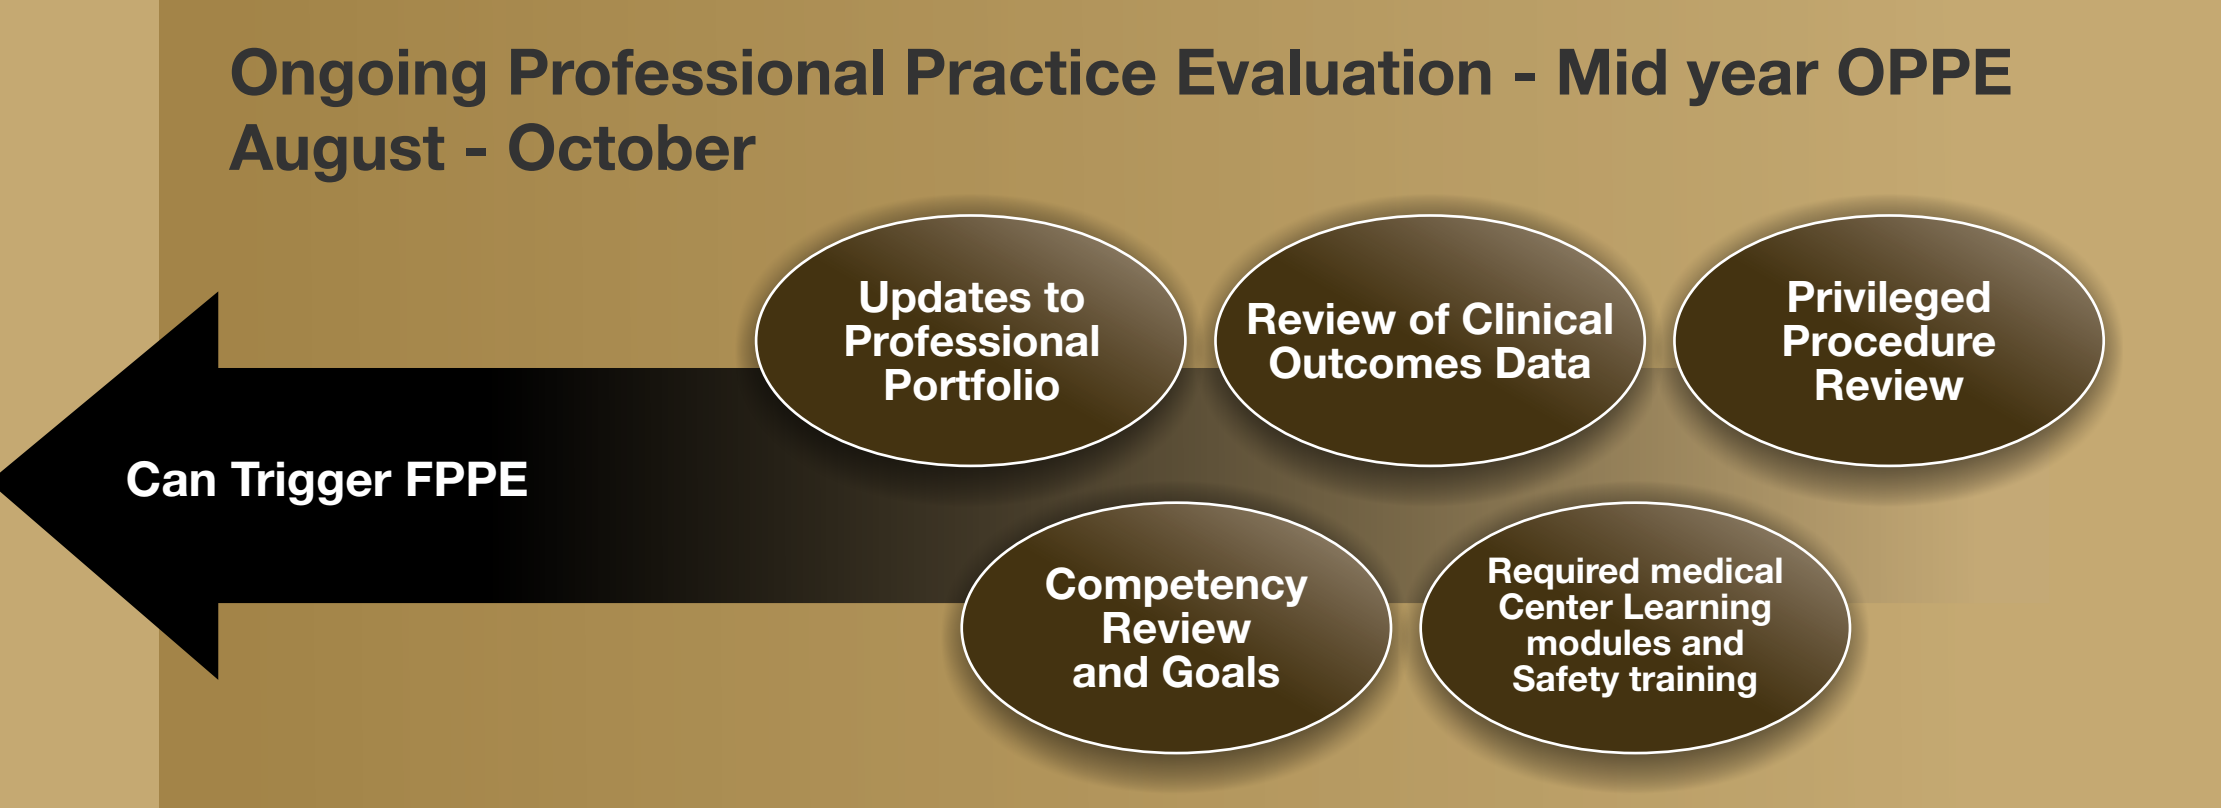 Ongoing Professional Practice Evaluation - Mid year OPPE
August - October
Updates to
Professional
Portfolio
Review of Clinical
Outcomes Data
Privileged
Procedure
Review
Can Trigger FPPE
Competency
Review
and Goals
Required medical
Center Learning
modules and
Safety training